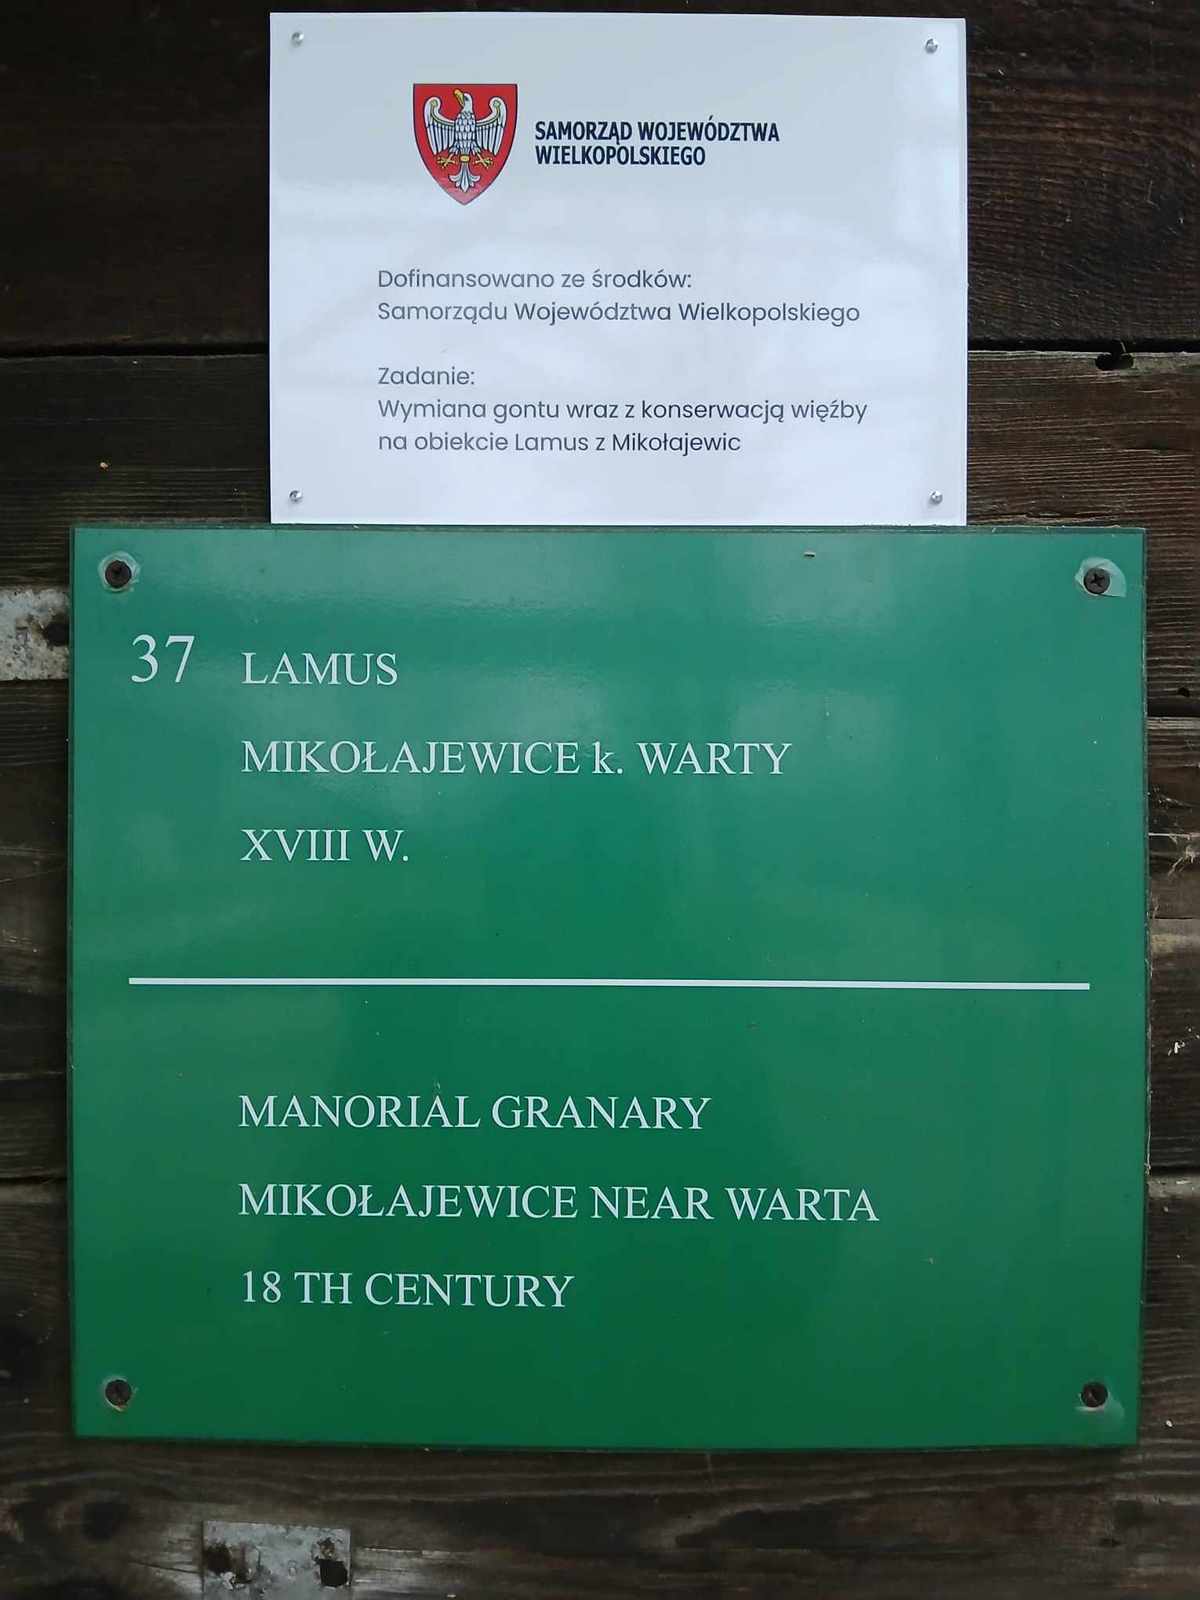 SAMORZĄD WOJEWÓDZTWA
WIELKOPOLSKIEGO
Dofinansowano ze środków:
Samorządu Województwa Wielkopolskiego
Zadanie:
Wymiana gontu wraz z konserwacją więźby
na obiekcie Lamus z Mikołajewic
37 LAMUS
MIKOŁAJEWICE k. WARTY
XVIII W.
MANORIAL GRANARY
MIKOŁAJEWICE NEAR WARTA
18 TH CENTURY